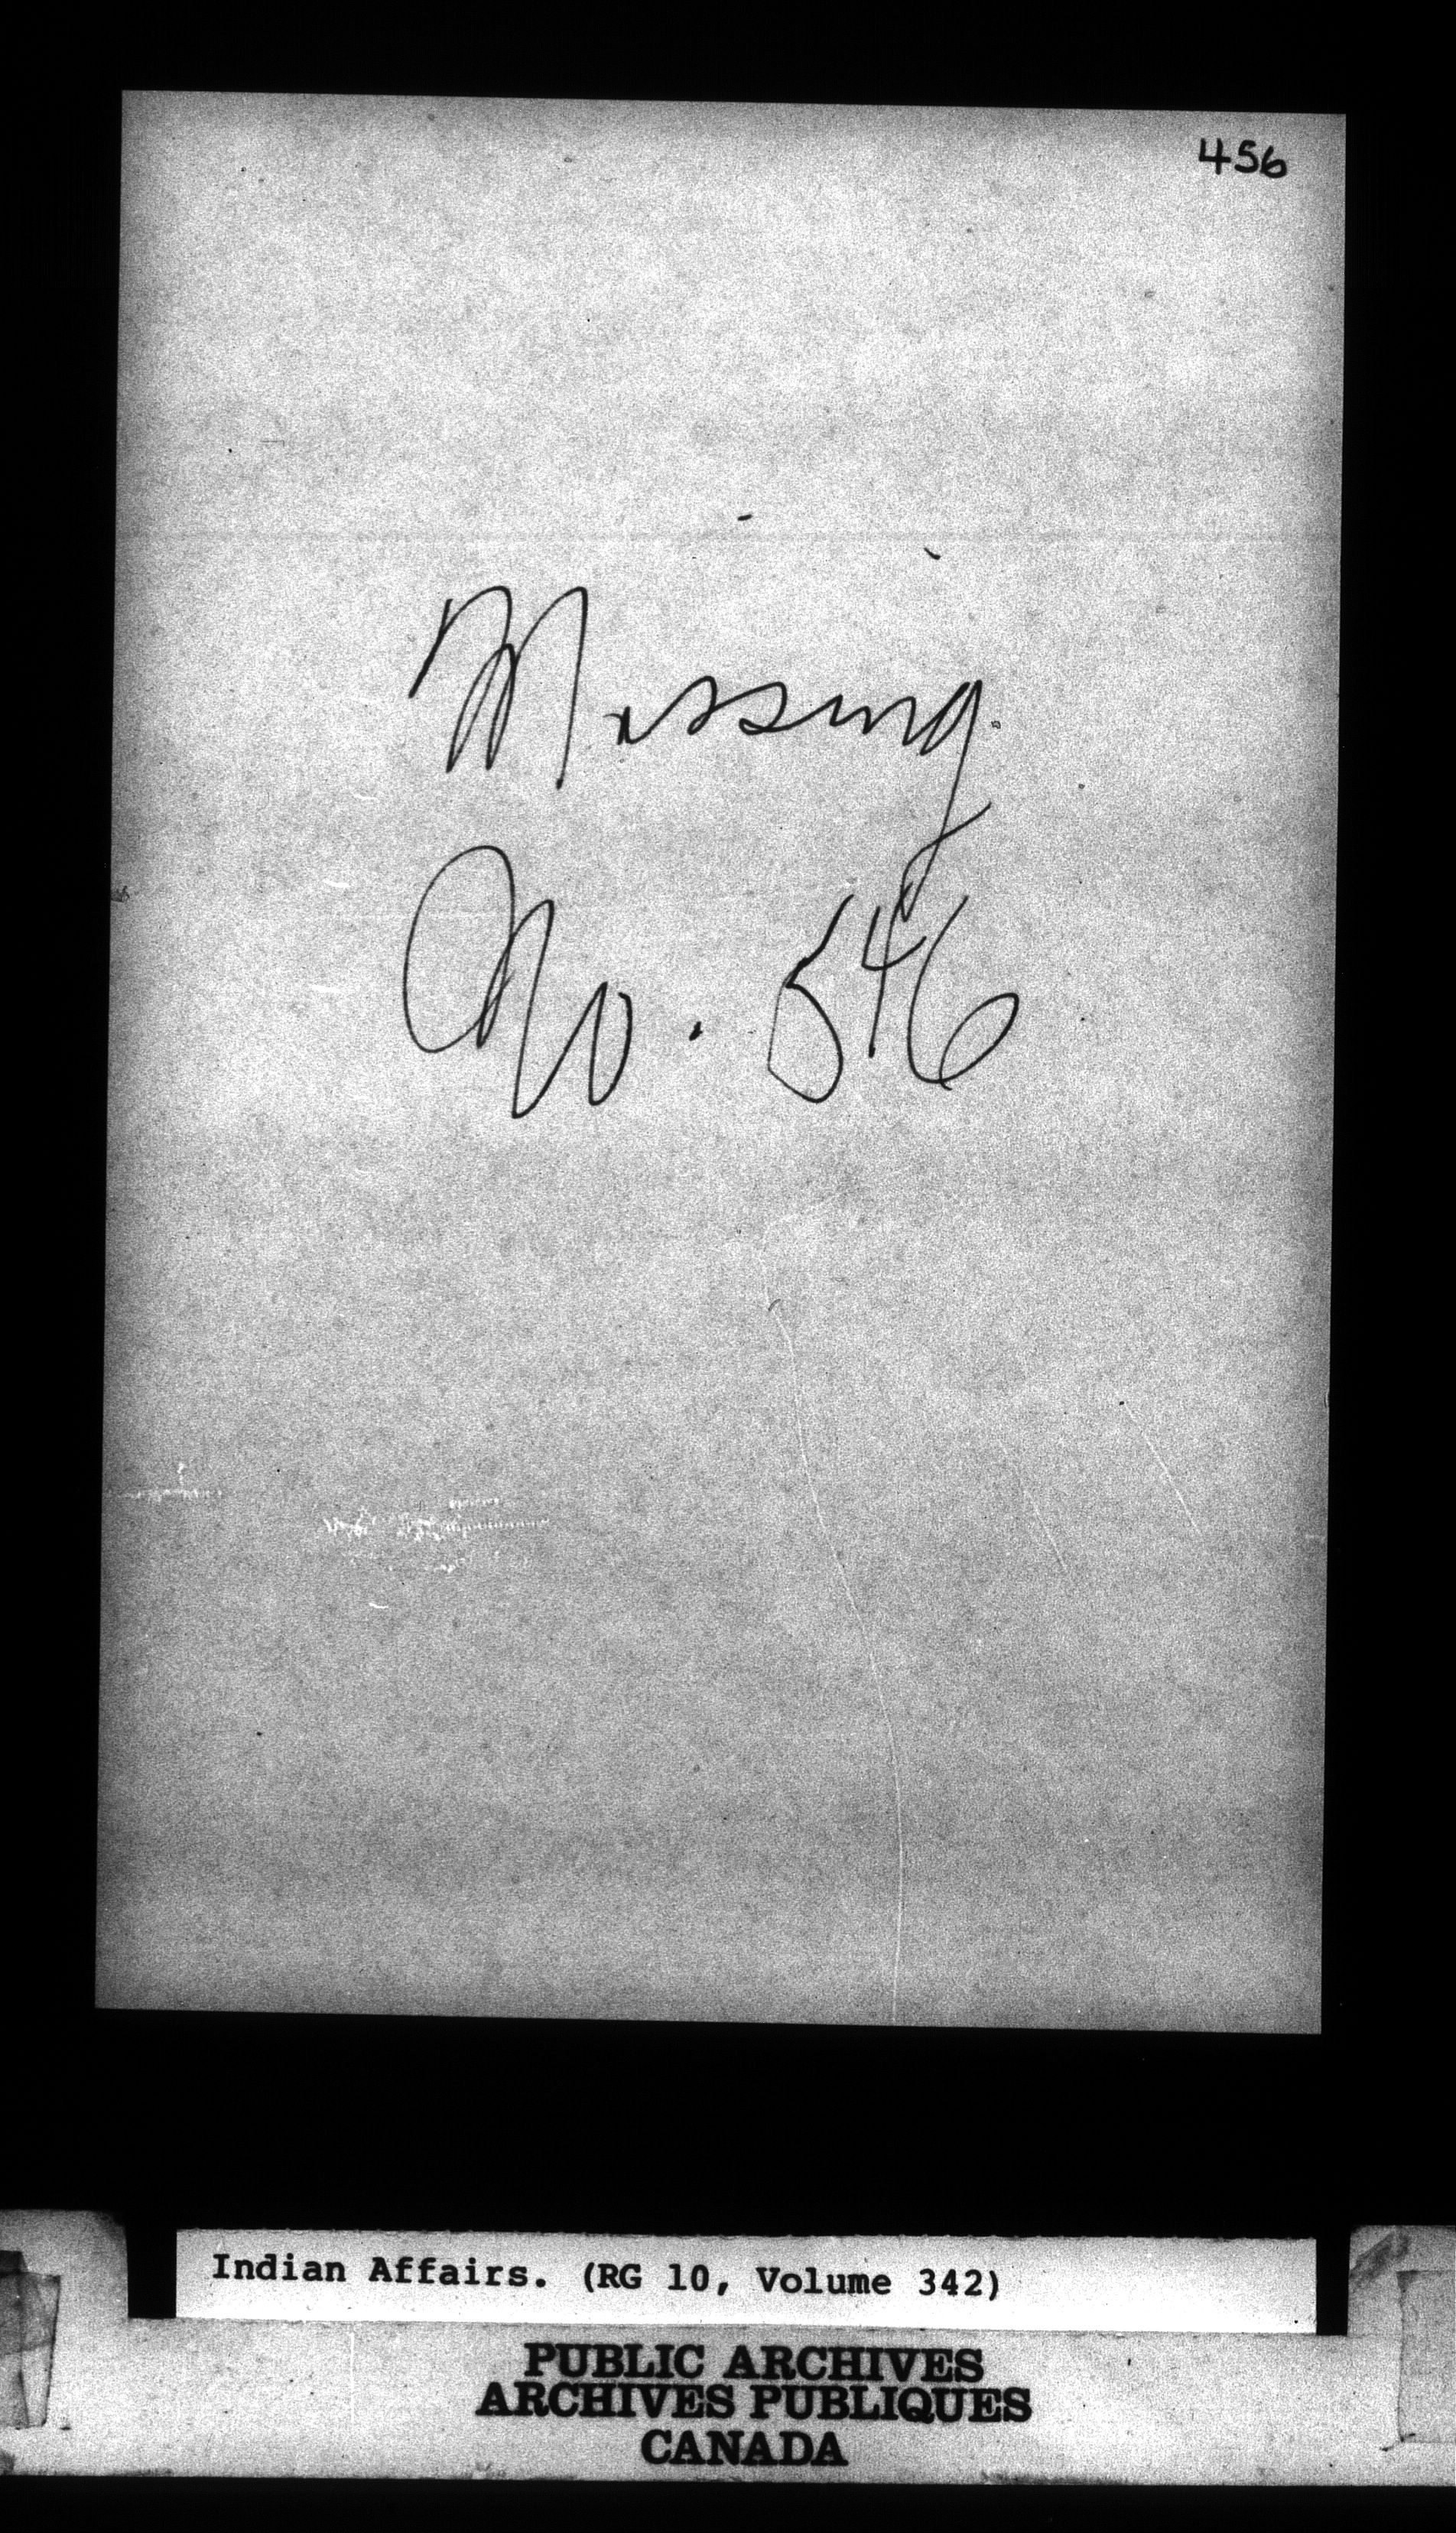 456
Missing.
No. 546
Indian Affairs. (RG 10, Volume 342)
PUBLIC ARCHIVES
ARCHIVES PUBLIQUES
CANADA